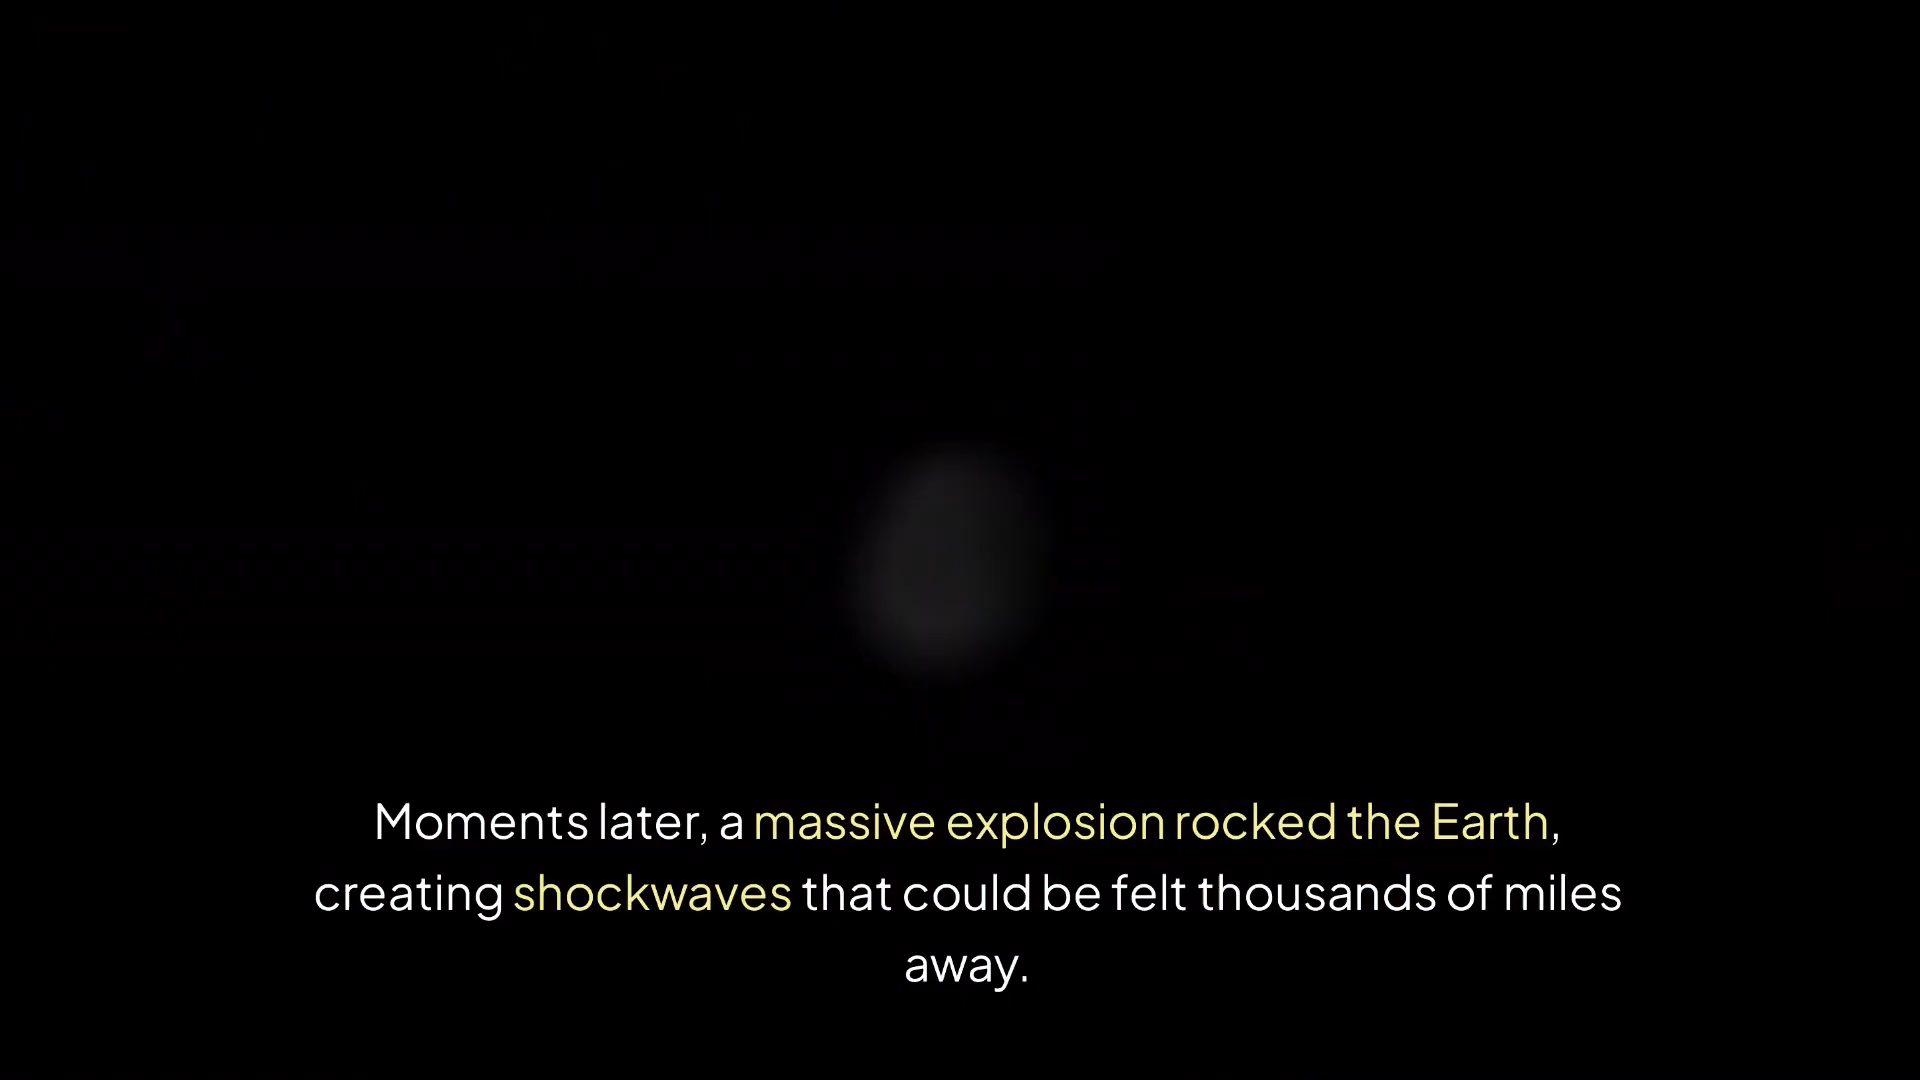 Moments later, a massive explosion rocked the Earth,
creating shockwaves that could be felt thousands of miles
away.